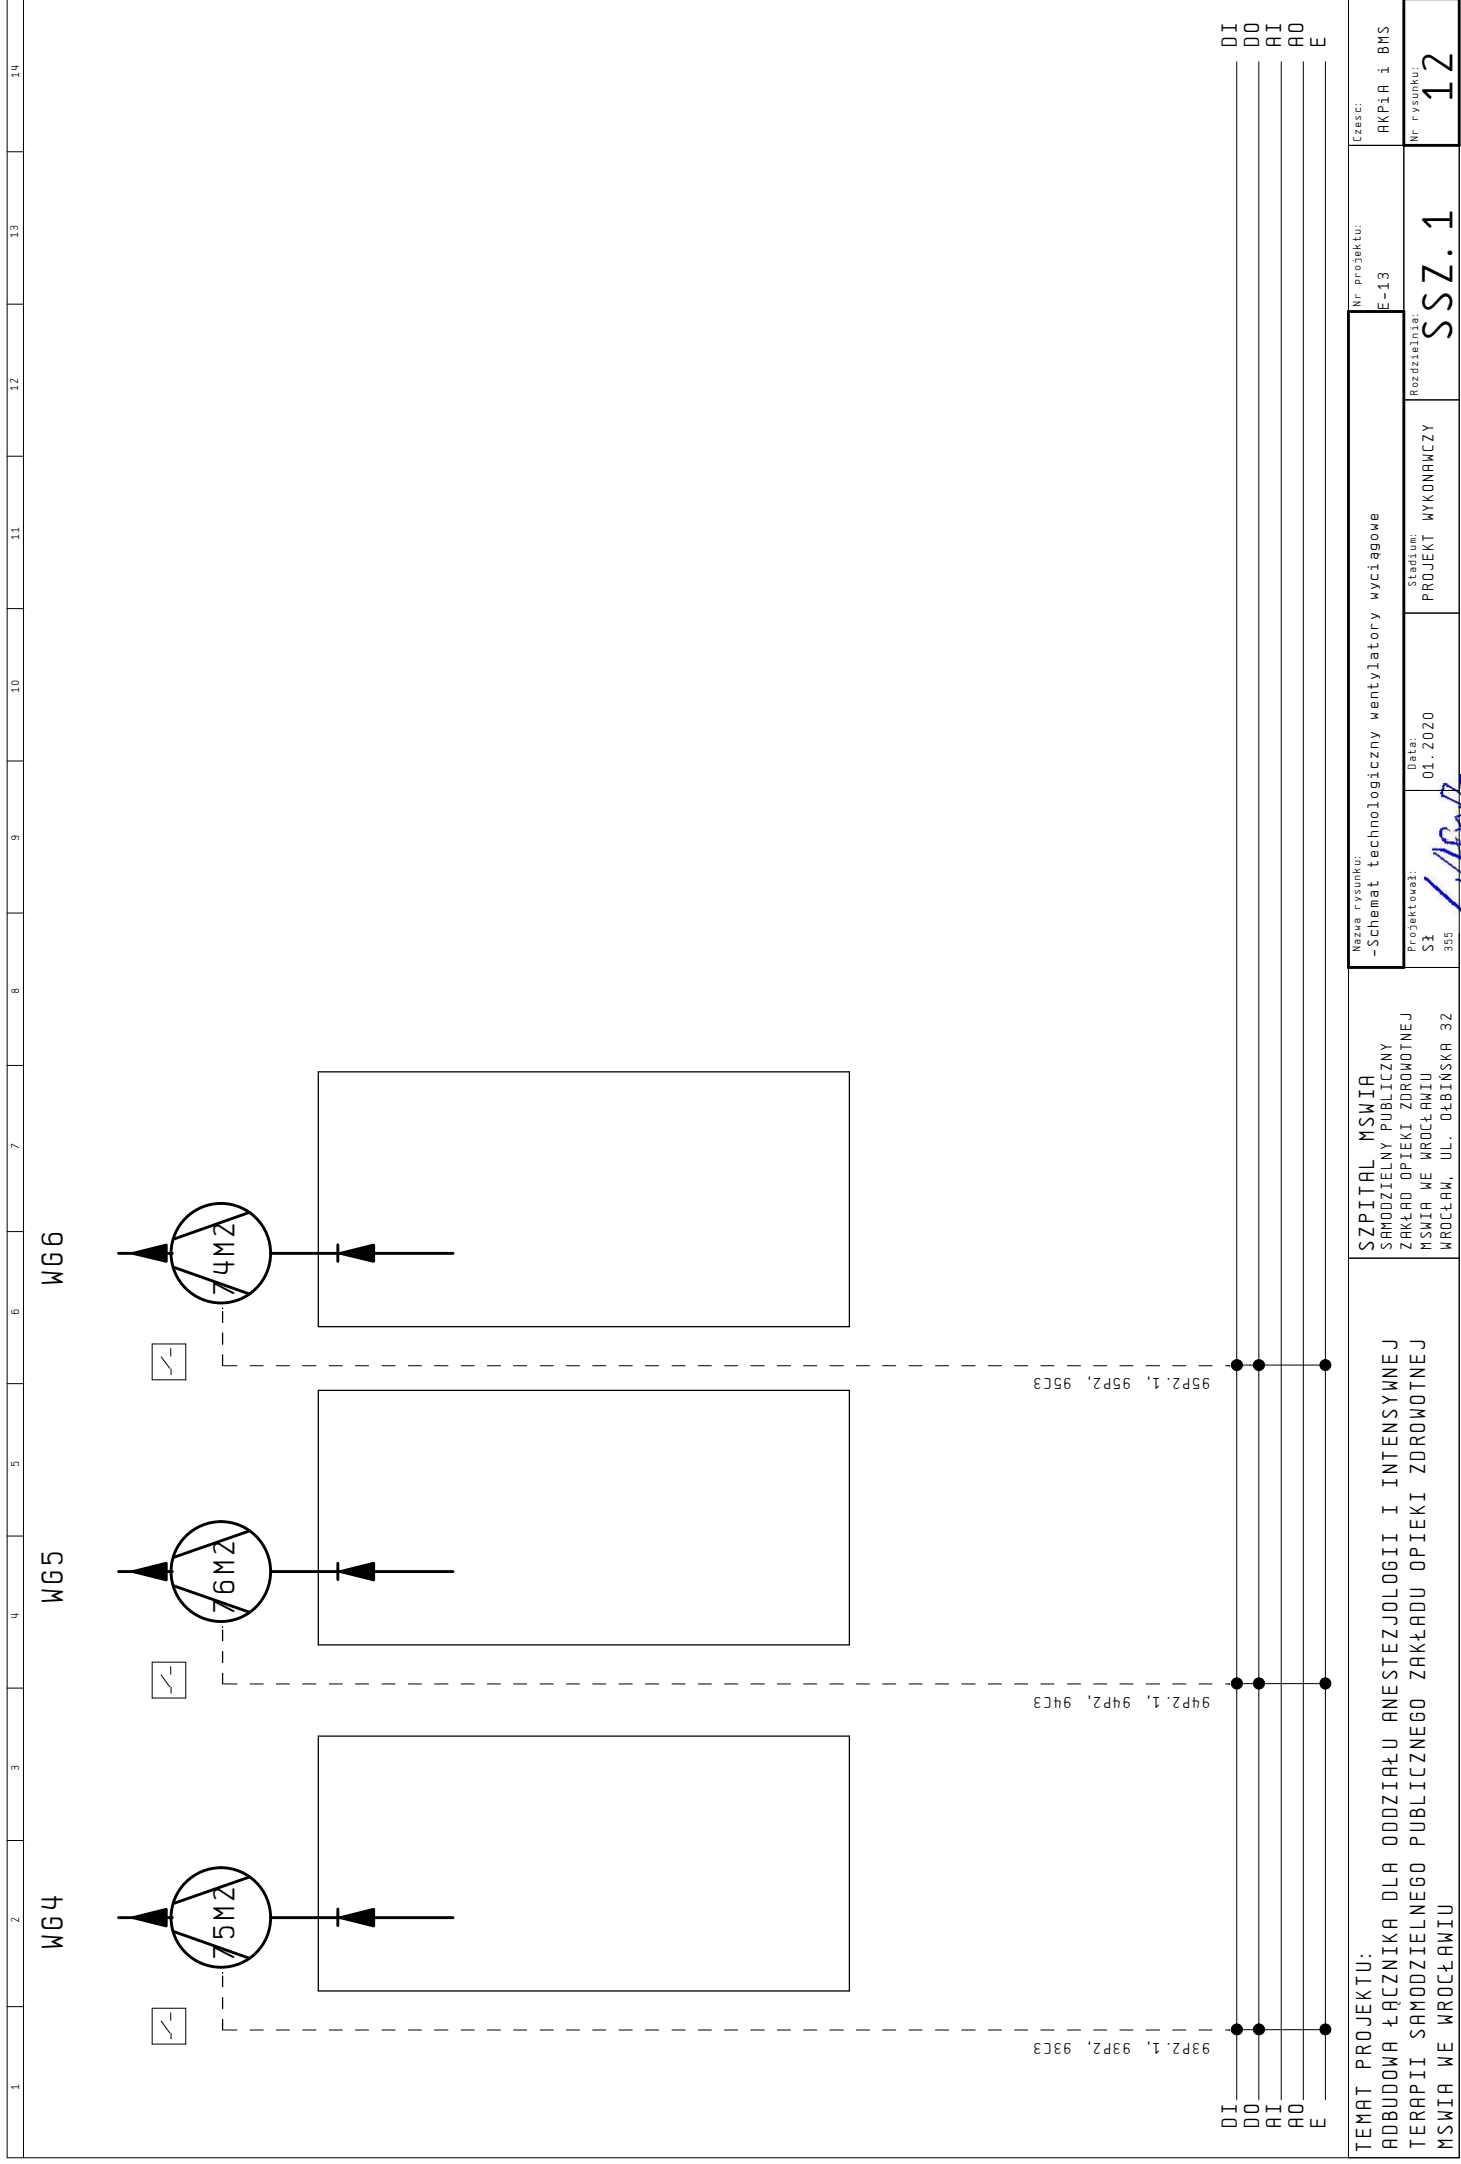 1 2 3 4 5 6 7 8 9 10 11 12 13 14
WG4 WG5 WG6
75M2 76M2 74M2
93P2.1, 93P2, 93C3
94P2.1, 94P2, 94C3
95P2.1, 95P2, 95C3
DI DI
DO DO
AI AI
AO AO
E E
TEMAT PROJEKTU:
ADBUDOWA ŁĄCZNIKA DLA ODDZIAŁU ANESTEZJOLOGII I INTENSYWNEJ
TERAPII SAMODZIELNEGO PUBLICZNEGO ZAKŁADU OPIEKI ZDROWOTNEJ
MSWIA WE WROCŁAWIU
SZPITAL MSWIA
SAMODZIELNY PUBLICZNY
ZAKŁAD OPIEKI ZDROWOTNEJ
MSWIA WE WROCŁAWIU
WROCŁAW, UL. OŁBIŃSKA 32
Nazwa rysunku:
-Schemat technologiczny wentylatory wyciągowe
Nr projektu:
E-13
Czesc:
AKPiA i BMS
Projektował:
SŁ
355
Data:
01.2020
Stadium:
PROJEKT WYKONAWCZY
Rozdzielnia:
SSZ.1
Nr rysunku:
12